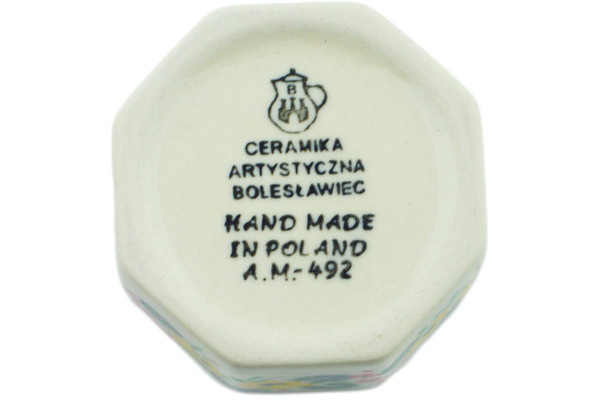 B
CERAMIKA
ARTYSTYCZNA
BOLESŁAWIEC
HAND MADE
IN POLAND
A.M.-492